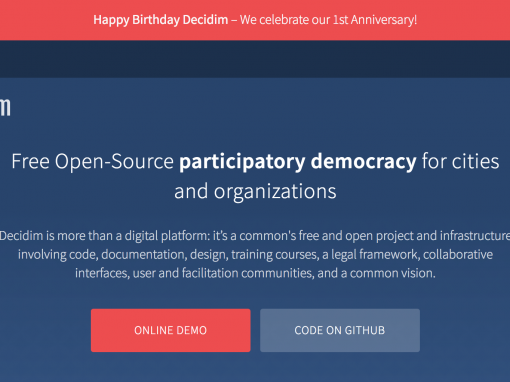 Happy Birthday Decidim – We celebrate our 1st Anniversary!
m
Free Open-Source participatory democracy for cities
and organizations
Decidim is more than a digital platform: it's a common's free and open project and infrastructure
involving code, documentation, design, training courses, a legal framework, collaborative
interfaces, user and facilitation communities, and a common vision.
ONLINE DEMO
CODE ON GITHUB